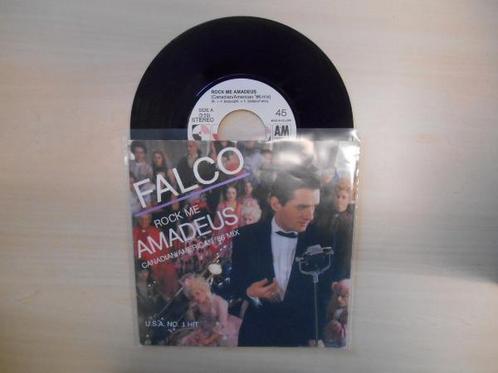 ROCK ME AMADEUS
(Canadian/American '86 mix)
SIDE A
STEREO
45
A&M
FALCO
ROCK ME
AMADEUS
CANADIAN/AMERICAN '86 MIX
U.S.A. NO. 1 HIT